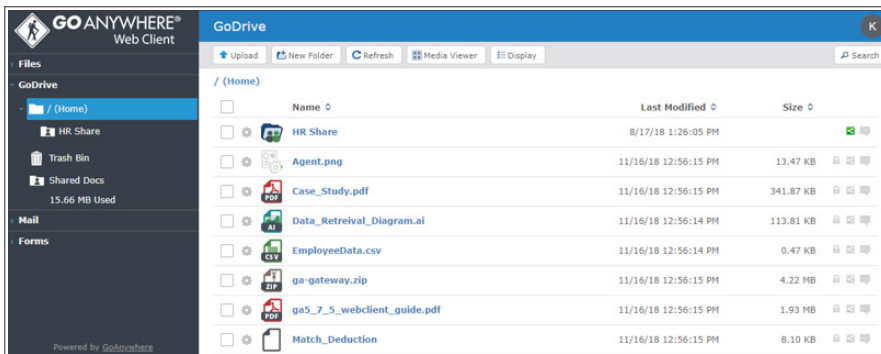 GO ANYWHERE®
Web Client
Files
GoDrive
/ (Home)
HR Share
Trash Bin
Shared Docs
15.66 MB Used
Mail
Forms
Powered by GoAnywhere
GoDrive
K
Upload New Folder Refresh Media Viewer Display Search
/ (Home)
Name Last Modified Size
HR Share 8/17/18 1:26:05 PM
Agent.png 11/16/18 12:56:15 PM 13.47 KB
PDF Case_Study.pdf 11/16/18 12:56:15 PM 341.87 KB
AI Data_Retreival_Diagram.ai 11/16/18 12:56:14 PM 113.81 KB
CSV EmployeeData.csv 11/16/18 12:56:14 PM 0.47 KB
ZIP ga-gateway.zip 11/16/18 12:56:15 PM 4.22 MB
PDF ga5_7_5_webclient_guide.pdf 11/16/18 12:56:15 PM 1.93 MB
Match_Deduction 11/16/18 12:56:15 PM 8.10 KB